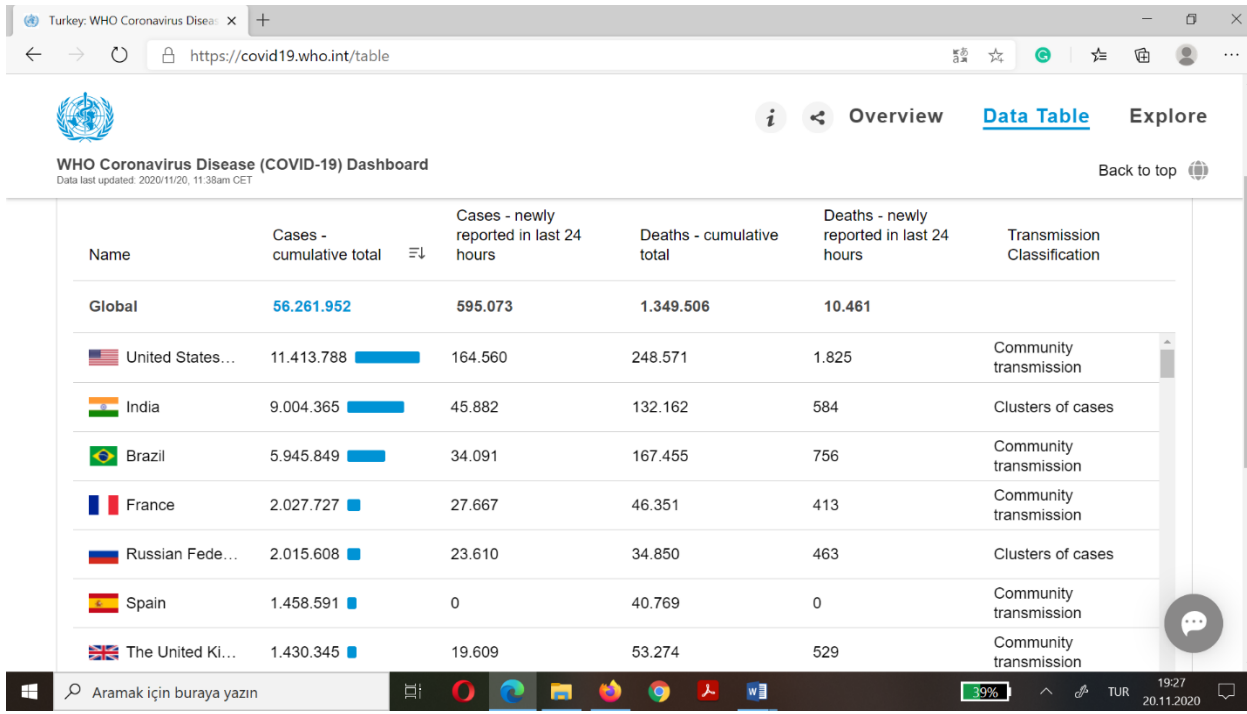 Turkey: WHO Coronavirus Diseas
https://covid19.who.int/table
i Overview Data Table Explore
WHO Coronavirus Disease (COVID-19) Dashboard
Data last updated: 2020/11/20, 11:38am CET
Back to top
Name
Cases -
cumulative total
Cases - newly
reported in last 24
hours
Deaths - cumulative
total
Deaths - newly
reported in last 24
hours
Transmission
Classification
Global 56.261.952 595.073 1.349.506 10.461
United States... 11.413.788 164.560 248.571 1.825 Community
transmission
India 9.004.365 45.882 132.162 584 Clusters of cases
Brazil 5.945.849 34.091 167.455 756 Community
transmission
France 2.027.727 27.667 46.351 413 Community
transmission
Russian Fede... 2.015.608 23.610 34.850 463 Clusters of cases
Spain 1.458.591 0 40.769 0 Community
transmission
The United Ki... 1.430.345 19.609 53.274 529 Community
transmission
Aramak için buraya yazın
39%
TUR
19:27
20.11.2020